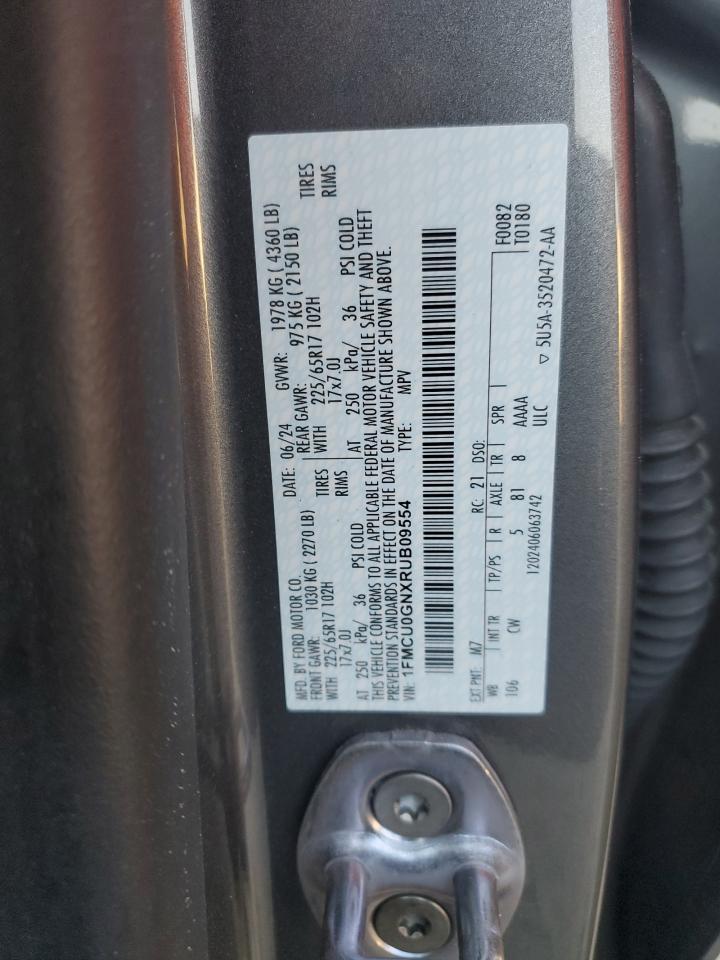 MFD. BY FORD MOTOR CO. DATE: 06/24 GVWR: 1978 KG ( 4360 LB)
FRONT GAWR: 1030 KG ( 2270 LB) REAR GAWR: 975 KG ( 2150 LB)
WITH 225/65R17 102H TIRES WITH 225/65R17 102H TIRES
17x7.0J RIMS 17x7.0J RIMS
AT 250 kPa/ 36 PSI COLD AT 250 kPa/ 36 PSI COLD
THIS VEHICLE CONFORMS TO ALL APPLICABLE FEDERAL MOTOR VEHICLE SAFETY AND THEFT
PREVENTION STANDARDS IN EFFECT ON THE DATE OF MANUFACTURE SHOWN ABOVE.
VIN: 1FMCU0GNXRUB09554 TYPE: MPV
EXT PNT: M7 RC: 21 DSO: F0082
WB INT TR TP/PS R AXLE TR SPR T0180
106 CW 5 81 8 AAAA
ULC
1202406063742 ▽ 5U5A-3520472-AA